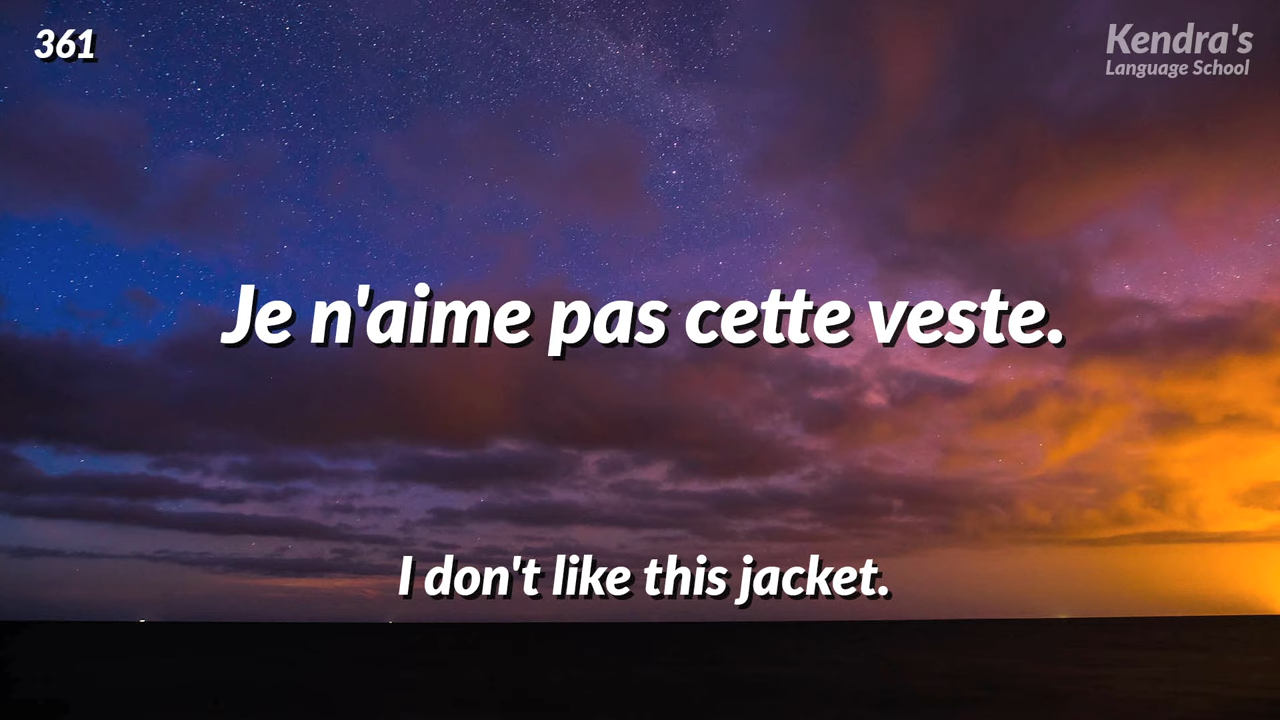 361
Kendra's
Language School
Je n'aime pas cette veste.
I don't like this jacket.